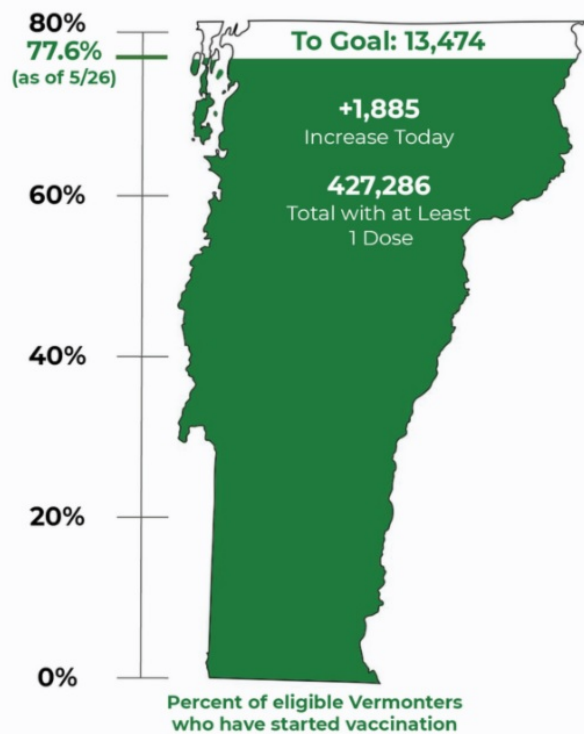 80%
77.6%
(as of 5/26)
To Goal: 13,474
+1,885
Increase Today
427,286
Total with at Least
1 Dose
60%
40%
20%
0%
Percent of eligible Vermonters
who have started vaccination